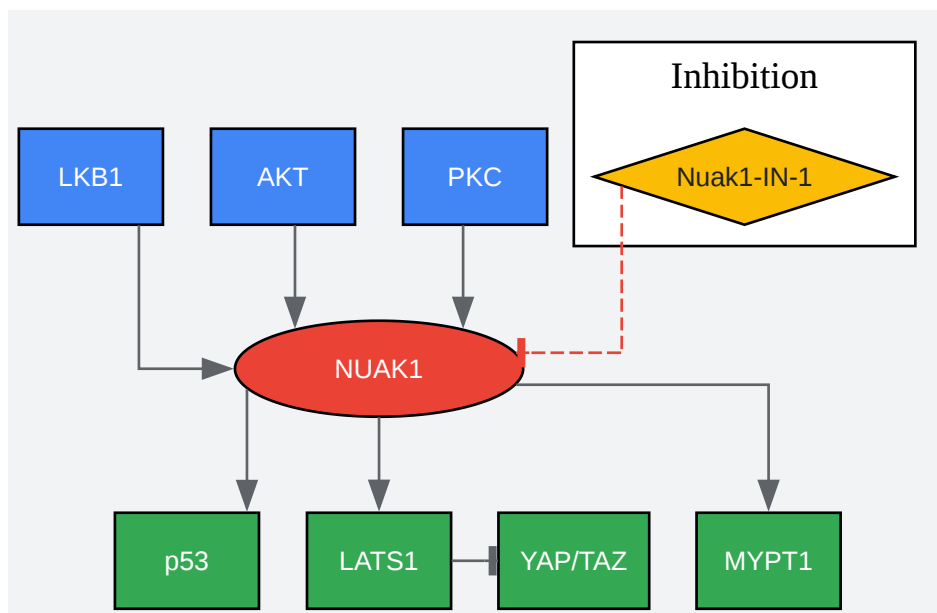 Inhibition
LKB1
AKT
PKC
Nuak1-IN-1
NUAK1
p53
LATS1
YAP/TAZ
MYPT1